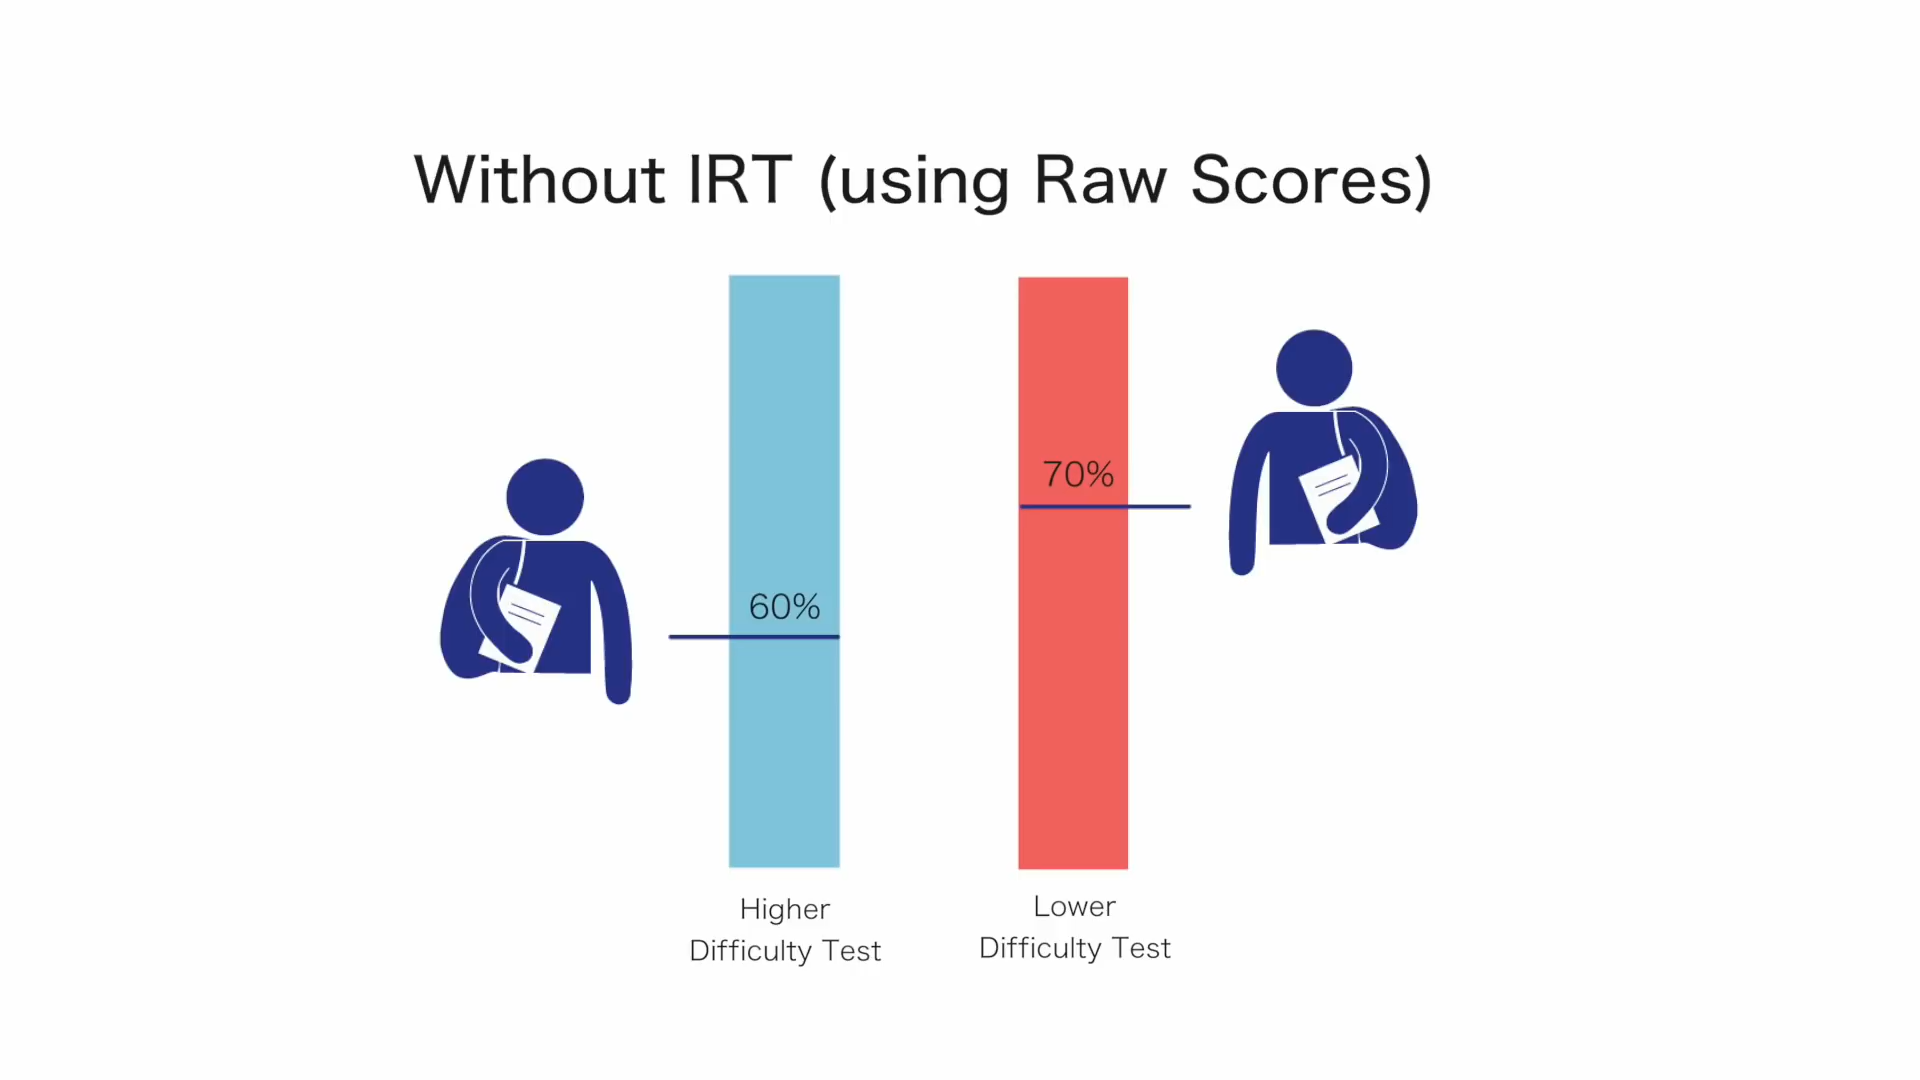 Without IRT (using Raw Scores)
70%
60%
Higher
Difficulty Test
Lower
Difficulty Test